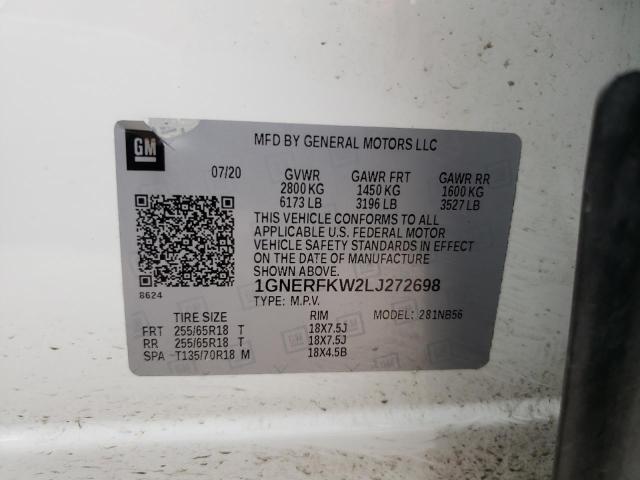 GM
MFD BY GENERAL MOTORS LLC
07/20 GVWR GAWR FRT GAWR RR
2800 KG 1450 KG 1600 KG
6173 LB 3196 LB 3527 LB
THIS VEHICLE CONFORMS TO ALL
APPLICABLE U.S. FEDERAL MOTOR
VEHICLE SAFETY STANDARDS IN EFFECT
ON THE DATE OF MANUFACTURE
SHOWN ABOVE.
8624
1GNERFKW2LJ272698
TYPE: M.P.V.
TIRE SIZE RIM MODEL: 281NB56
FRT 255/65R18 T 18X7.5J
RR 255/65R18 T 18X7.5J
SPA T135/70R18 M 18X4.5B